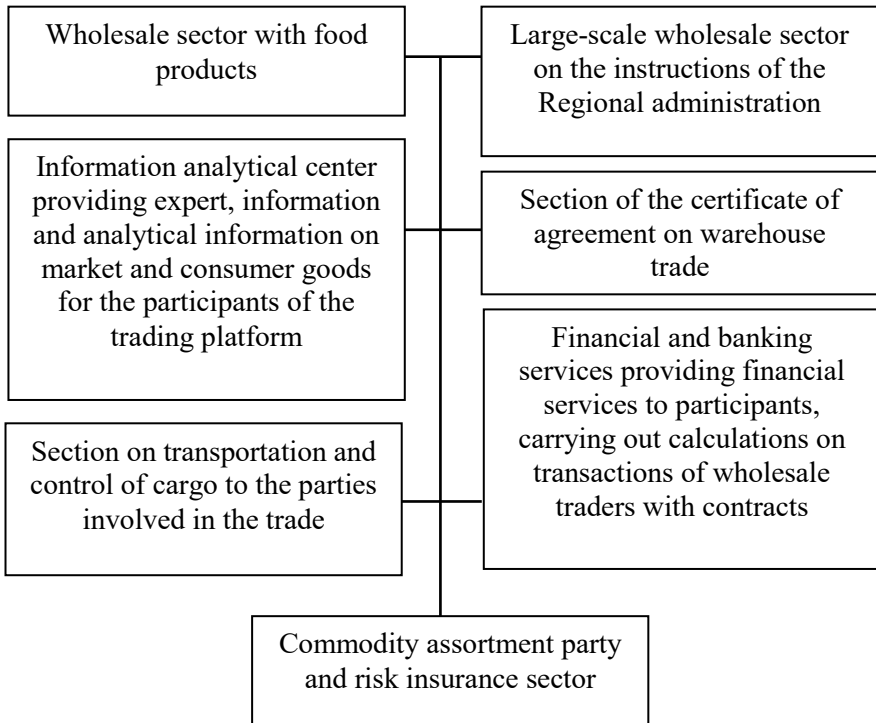 Wholesale sector with food
products
Large-scale wholesale sector
on the instructions of the
Regional administration
Information analytical center
providing expert, information
and analytical information on
market and consumer goods
for the participants of the
trading platform
Section of the certificate of
agreement on warehouse
trade
Financial and banking
services providing financial
services to participants,
carrying out calculations on
transactions of wholesale
traders with contracts
Section on transportation and
control of cargo to the parties
involved in the trade
Commodity assortment party
and risk insurance sector